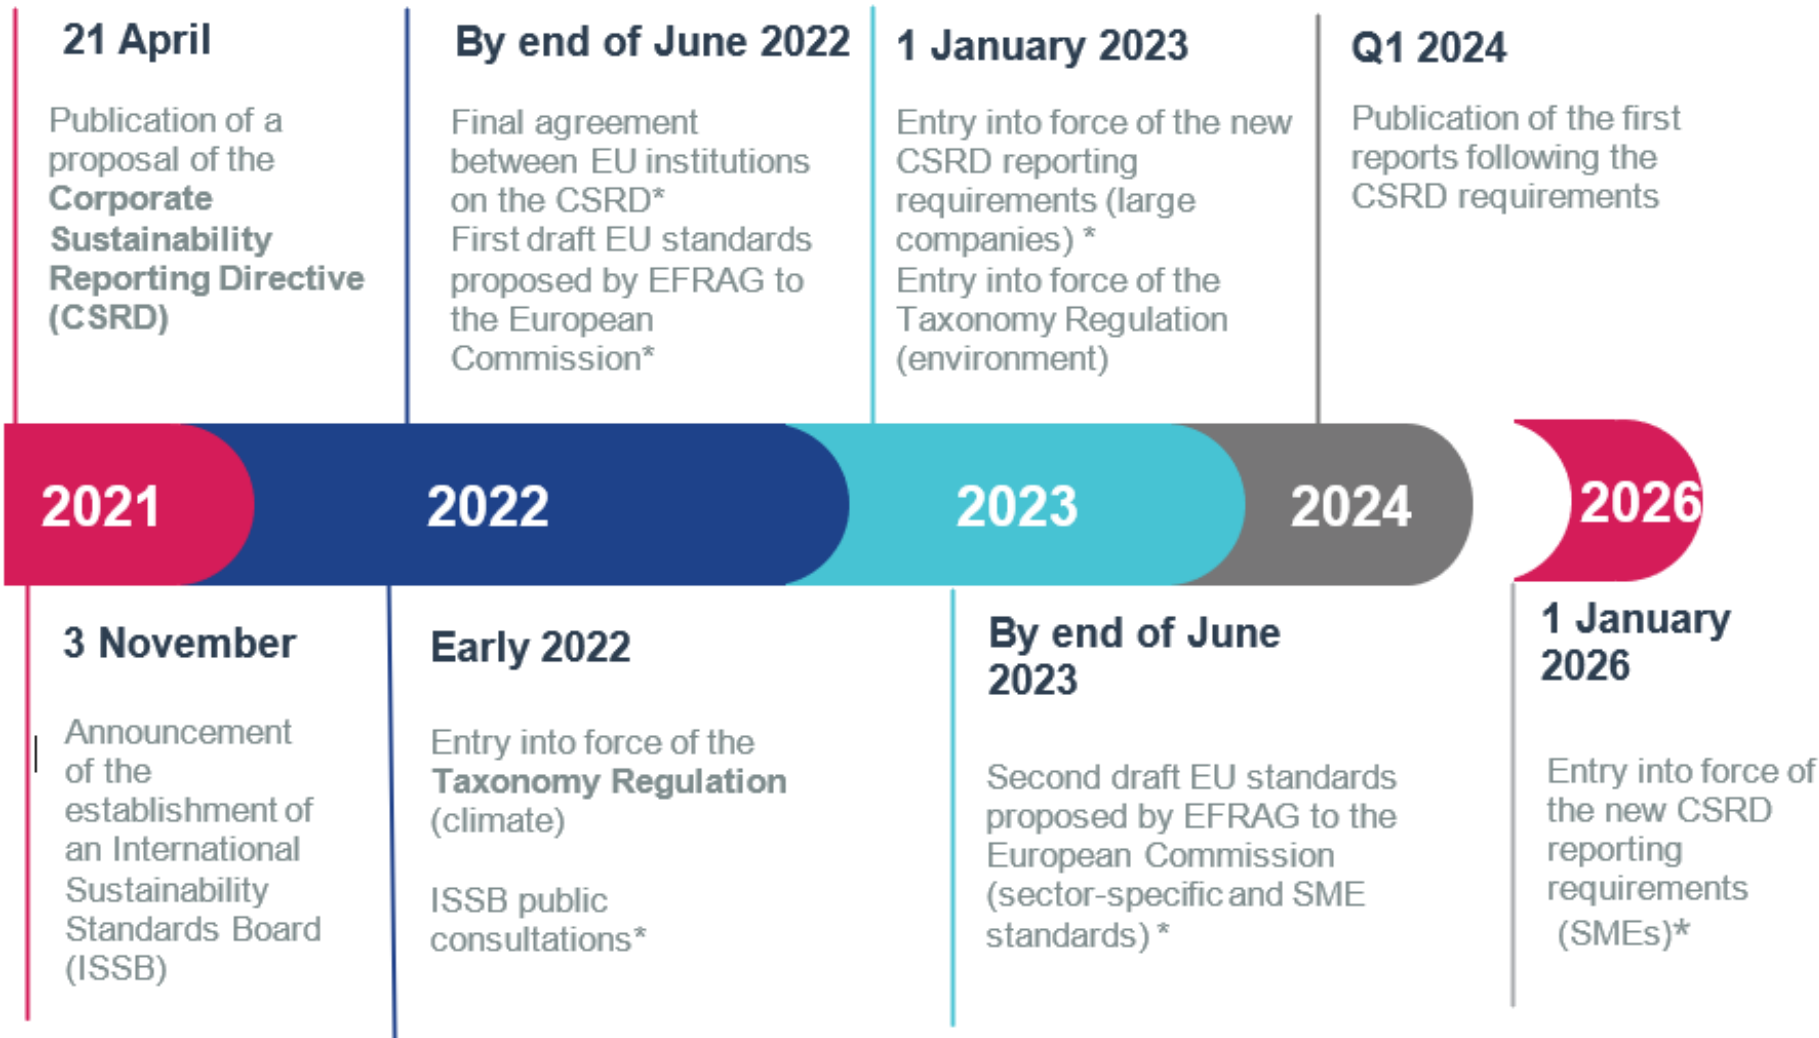 21 April
Publication of a
proposal of the
Corporate
Sustainability
Reporting Directive
(CSRD)
By end of June 2022
Final agreement
between EU institutions
on the CSRD*
First draft EU standards
proposed by EFRAG to
the European
Commission*
1 January 2023
Entry into force of the new
CSRD reporting
requirements (large
companies) *
Entry into force of the
Taxonomy Regulation
(environment)
Q1 2024
Publication of the first
reports following the
CSRD requirements
2021
2022
2023
2024
2026
3 November
Announcement
of the
establishment of
an International
Sustainability
Standards Board
(ISSB)
Early 2022
Entry into force of the
Taxonomy Regulation
(climate)
ISSB public
consultations*
By end of June
2023
Second draft EU standards
proposed by EFRAG to the
European Commission
(sector-specific and SME
standards) *
1 January
2026
Entry into force of
the new CSRD
reporting
requirements
(SMEs)*